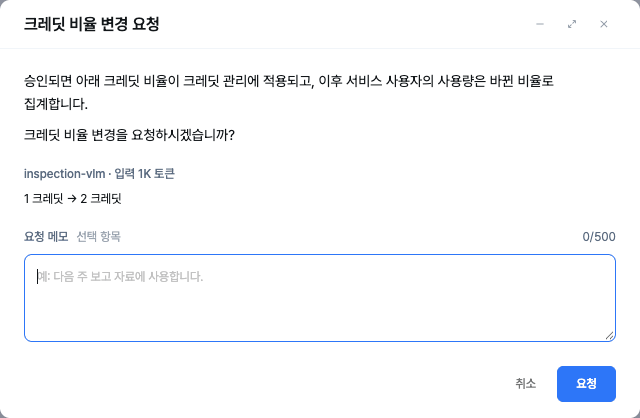 크레딧 비율 변경 요청
승인되면 아래 크레딧 비율이 크레딧 관리에 적용되고, 이후 서비스 사용자의 사용량은 바뀐 비율로
집계합니다.
크레딧 비율 변경을 요청하시겠습니까?
inspection-vlm · 입력 1K 토큰
1 크레딧 → 2 크레딧
요청 메모 선택 항목 0/500
예: 다음 주 보고 자료에 사용합니다.
취소 요청